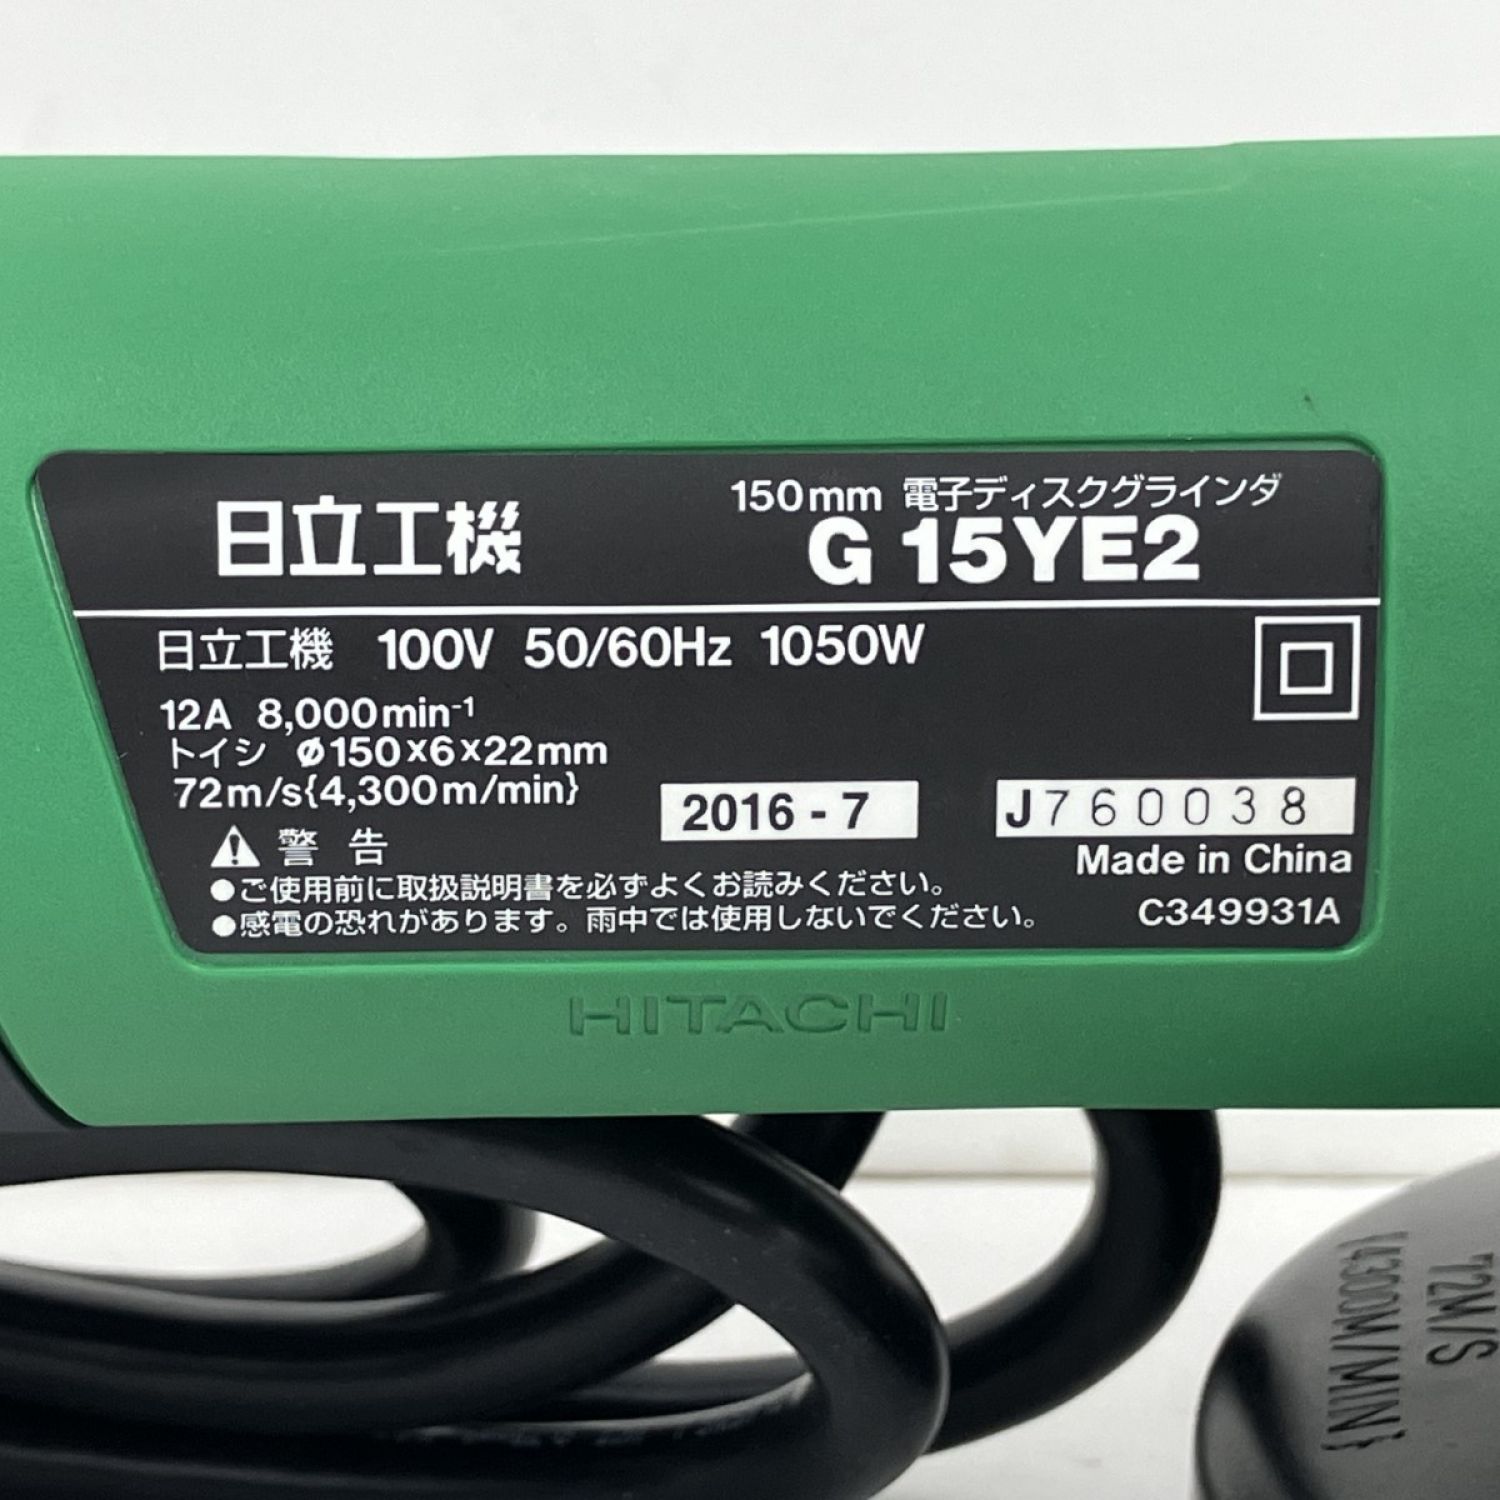 日立工機
150mm 電子ディスクグラインダ
G 15YE2
日立工機 100V 50/60Hz 1050W
12A 8,000min⁻¹
トイシ ø150x6x22mm
72m/s{4,300m/min}
2016 - 7
J760038
警 告
Made in China
●ご使用前に取扱説明書を必ずよくお読みください。
●感電の恐れがあります。雨中では使用しないでください。
C349931A
HITACHI
72M/S
{4300M/MIN}